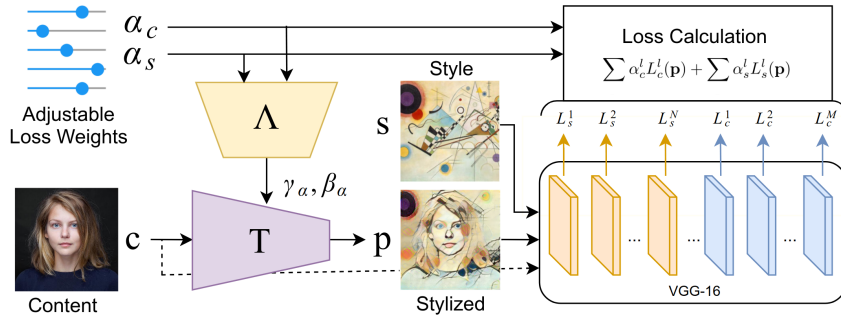 α_c
α_s
Adjustable
Loss Weights
Λ
γ_α, β_α
c
T
p
Content
Style
s
Stylized
Loss Calculation
∑ α_c^l L_c^l(p) + ∑ α_s^l L_s^l(p)
L_s^1 L_s^2 L_s^N L_c^1 L_c^2 L_c^M
... ... ...
VGG-16